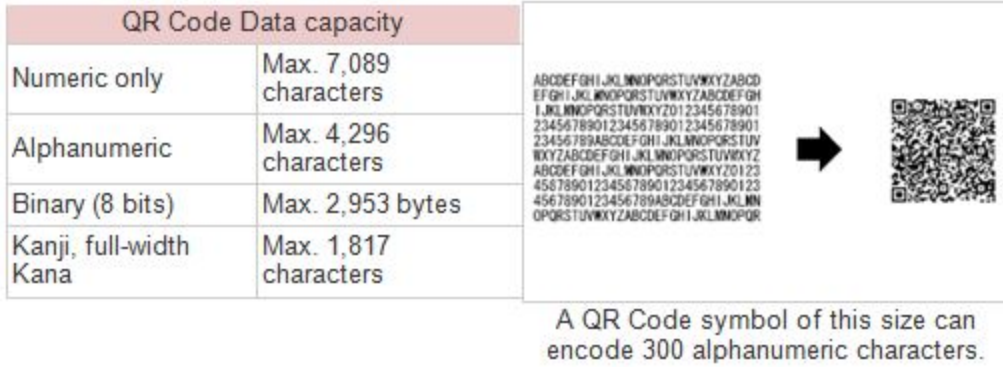 QR Code Data capacity
Numeric only
Max. 7,089
characters
Alphanumeric
Max. 4,296
characters
Binary (8 bits)
Max. 2,953 bytes
Kanji, full-width
Kana
Max. 1,817
characters
ABCDEFGHIJKLMNOPQRSTUVWXYZABCD
EFGHIJKLMNOPQRSTUVWXYZABCDEFGH
IJKLMNOPQRSTUVWXYZ012345678901
234567890123456789012345678901
23456789ABCDEFGHIJKLMNOPQRSTUV
WXYZABCDEFGHIJKLMNOPQRSTUVWXYZ
ABCDEFGHIJKLMNOPQRSTUVWXYZ0123
456789012345678901234567890123
4567890123456789ABCDEFGHIJKLMN
OPQRSTUVWXYZABCDEFGHIJKLMNOPQR
A QR Code symbol of this size can
encode 300 alphanumeric characters.